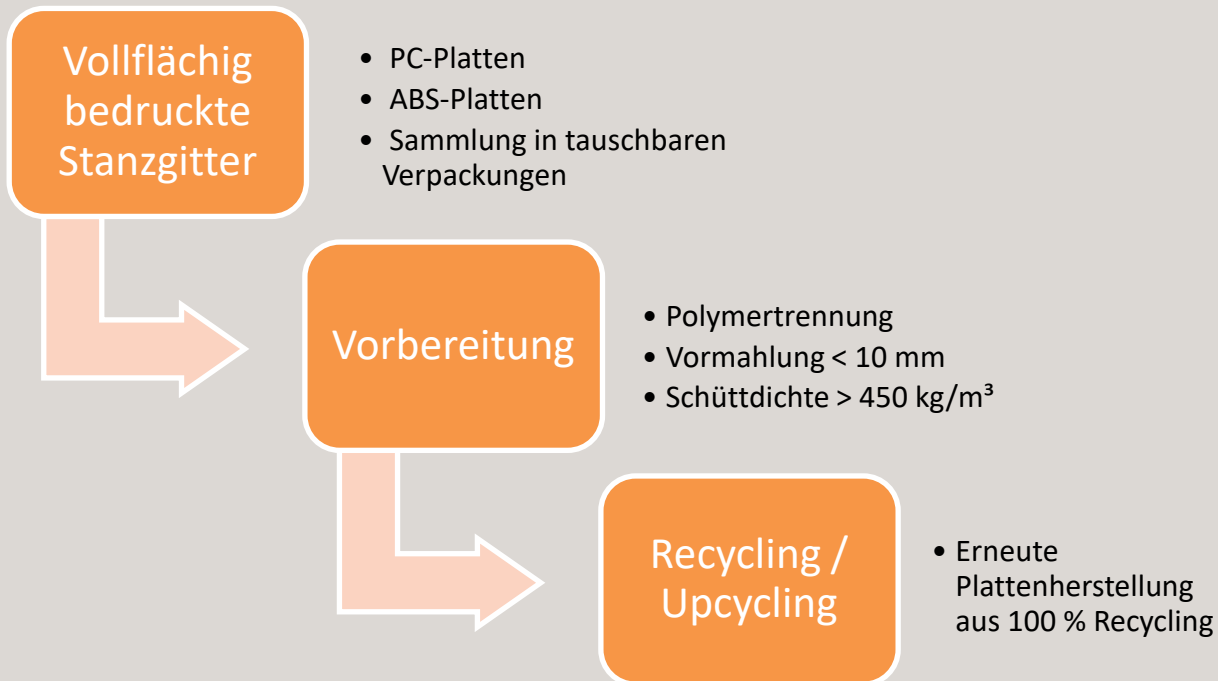 Vollflächig
bedruckte
Stanzgitter
• PC-Platten
• ABS-Platten
• Sammlung in tauschbaren
Verpackungen
Vorbereitung
• Polymertrennung
• Vormahlung < 10 mm
• Schüttdichte > 450 kg/m³
Recycling /
Upcycling
• Erneute
Plattenherstellung
aus 100 % Recycling